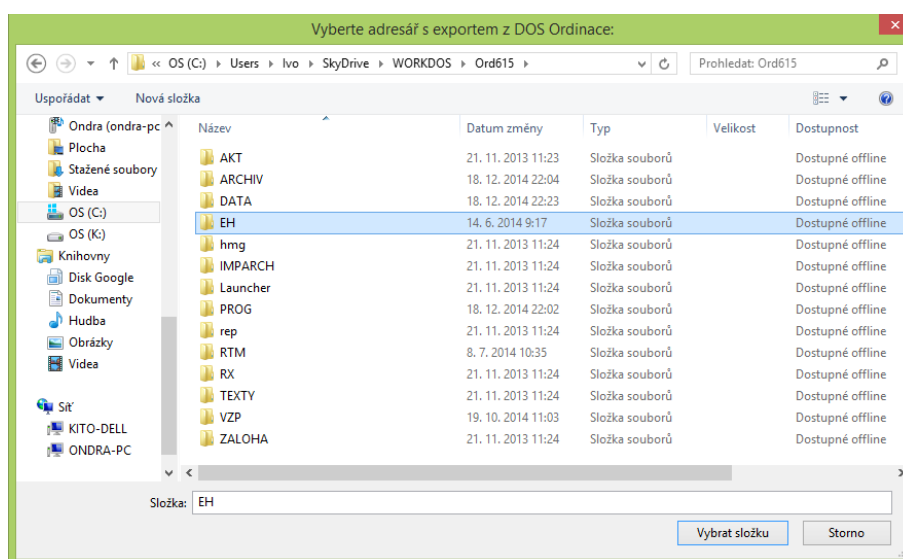 Vyberte adresář s exportem z DOS Ordinace:
« OS (C:) Users Ivo SkyDrive WORKDOS Ord615 Prohledat: Ord615
Uspořádat Nová složka
Ondra (ondra-pc
Plocha
Stažené soubory
Videa
OS (C:)
OS (K:)
Knihovny
Disk Google
Dokumenty
Hudba
Obrázky
Videa
Síť
KITO-DELL
ONDRA-PC
Název Datum změny Typ Velikost Dostupnost
AKT 21. 11. 2013 11:23 Složka souborů Dostupné offline
ARCHIV 18. 12. 2014 22:04 Složka souborů Dostupné offline
DATA 18. 12. 2014 22:23 Složka souborů Dostupné offline
EH 14. 6. 2014 9:17 Složka souborů Dostupné offline
hmg 21. 11. 2013 11:24 Složka souborů Dostupné offline
IMPARCH 21. 11. 2013 11:24 Složka souborů Dostupné offline
Launcher 21. 11. 2013 11:24 Složka souborů Dostupné offline
PROG 18. 12. 2014 22:02 Složka souborů Dostupné offline
rep 21. 11. 2013 11:24 Složka souborů Dostupné offline
RTM 8. 7. 2014 10:35 Složka souborů Dostupné offline
RX 21. 11. 2013 11:24 Složka souborů Dostupné offline
TEXTY 21. 11. 2013 11:24 Složka souborů Dostupné offline
VZP 19. 10. 2014 11:03 Složka souborů Dostupné offline
ZALOHA 21. 11. 2013 11:24 Složka souborů Dostupné offline
Složka: EH
Vybrat složku Storno